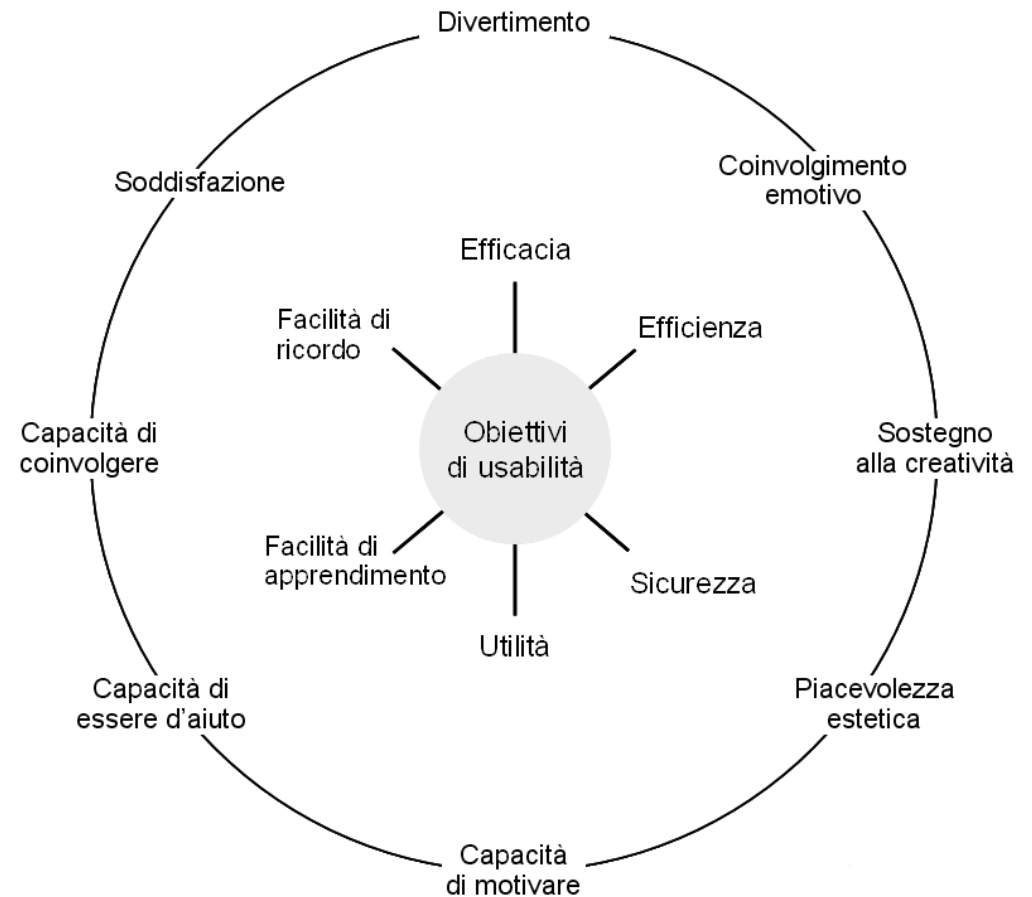 Divertimento
Coinvolgimento
emotivo
Soddisfazione
Efficacia
Facilità di
ricordo
Efficienza
Capacità di
coinvolgere
Obiettivi
di usabilità
Sostegno
alla creatività
Facilità di
apprendimento
Sicurezza
Utilità
Capacità di
essere d'aiuto
Piacevolezza
estetica
Capacità
di motivare